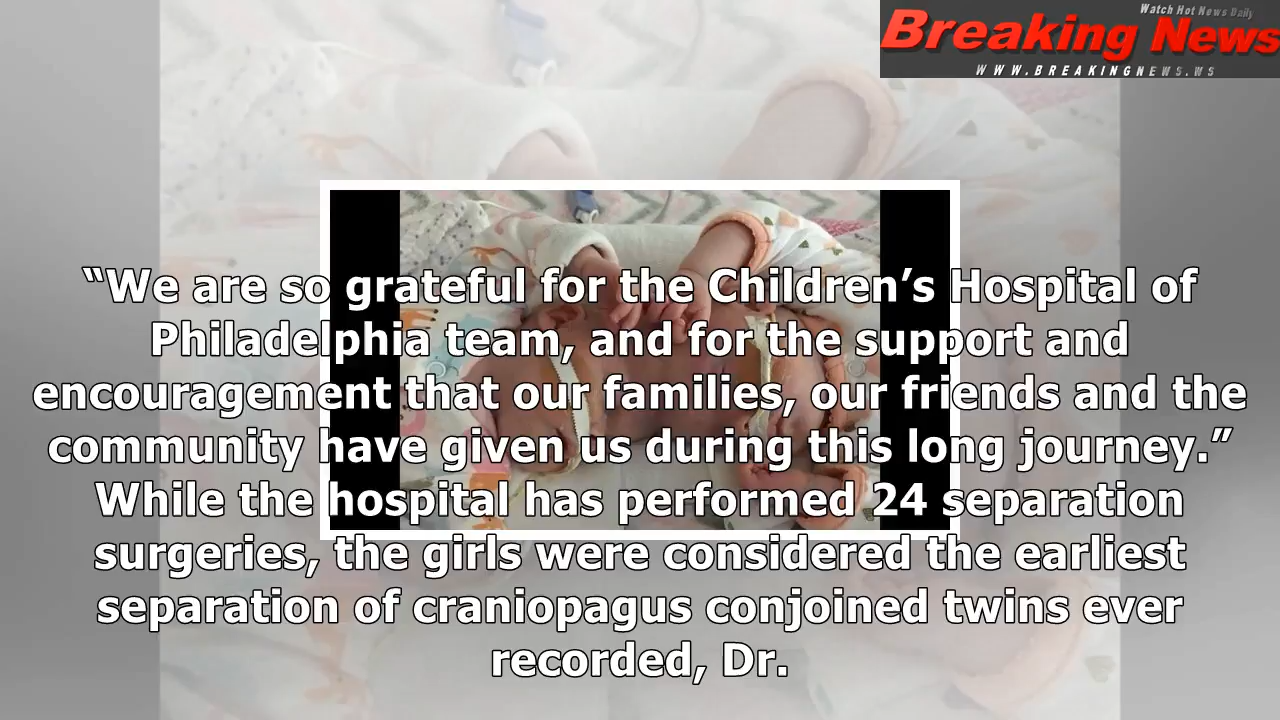 Watch Hot News Daily
Breaking News
WWW.BREAKINGNEWS.WS
“We are so grateful for the Children’s Hospital of
Philadelphia team, and for the support and
encouragement that our families, our friends and the
community have given us during this long journey.”
While the hospital has performed 24 separation
surgeries, the girls were considered the earliest
separation of craniopagus conjoined twins ever
recorded, Dr.